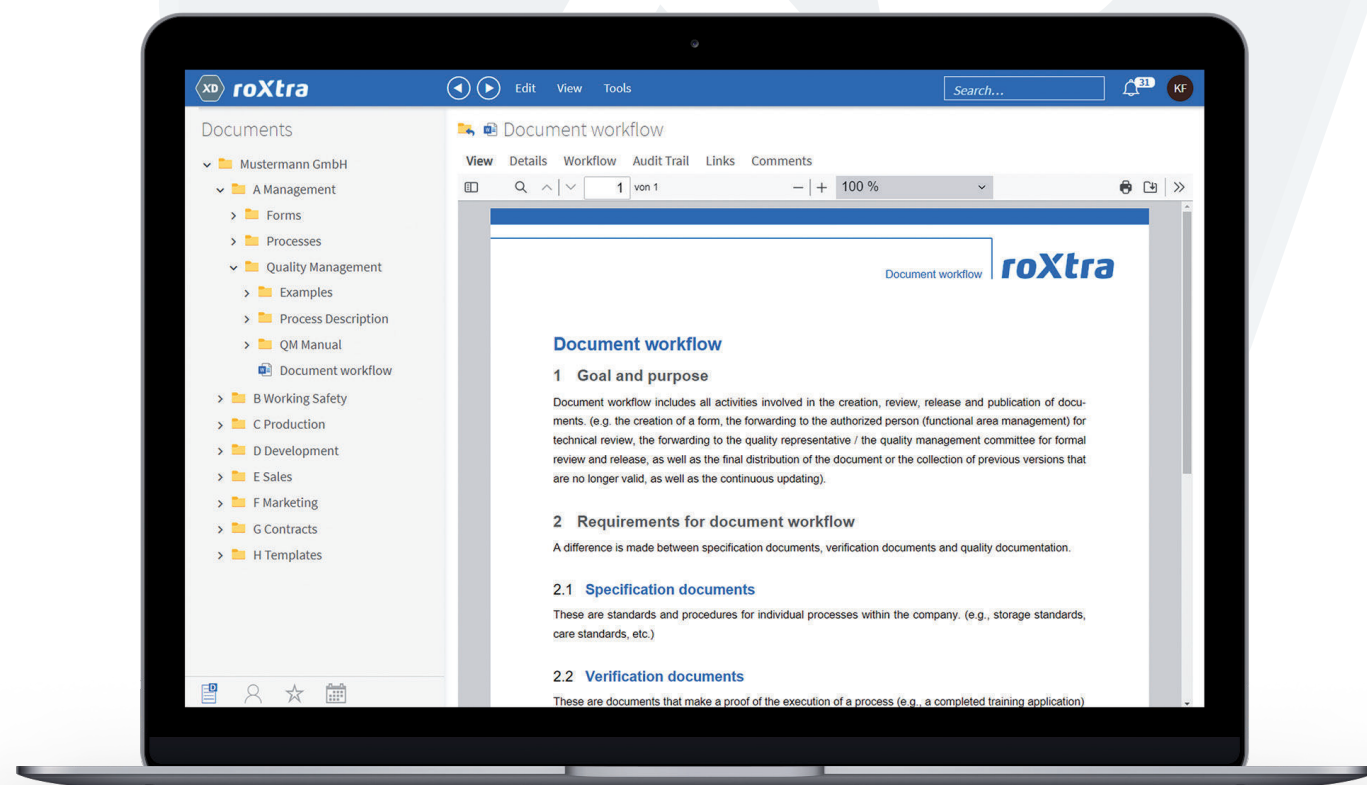 XD roXtra
Edit View Tools
Search...
31
KF
Documents
Mustermann GmbH
A Management
Forms
Processes
Quality Management
Examples
Process Description
QM Manual
Document workflow
B Working Safety
C Production
D Development
E Sales
F Marketing
G Contracts
H Templates
D
Document workflow
View Details Workflow Audit Trail Links Comments
1 von 1
100 %
Document workflow
roXtra
Document workflow
1 Goal and purpose
Document workflow includes all activities involved in the creation, review, release and publication of docu-
ments. (e.g. the creation of a form, the forwarding to the authorized person (functional area management) for
technical review, the forwarding to the quality representative / the quality management committee for formal
review and release, as well as the final distribution of the document or the collection of previous versions that
are no longer valid, as well as the continuous updating).
2 Requirements for document workflow
A difference is made between specification documents, verification documents and quality documentation.
2.1 Specification documents
These are standards and procedures for individual processes within the company. (e.g., storage standards,
care standards, etc.)
2.2 Verification documents
These are documents that make a proof of the execution of a process (e.g., a completed training application)